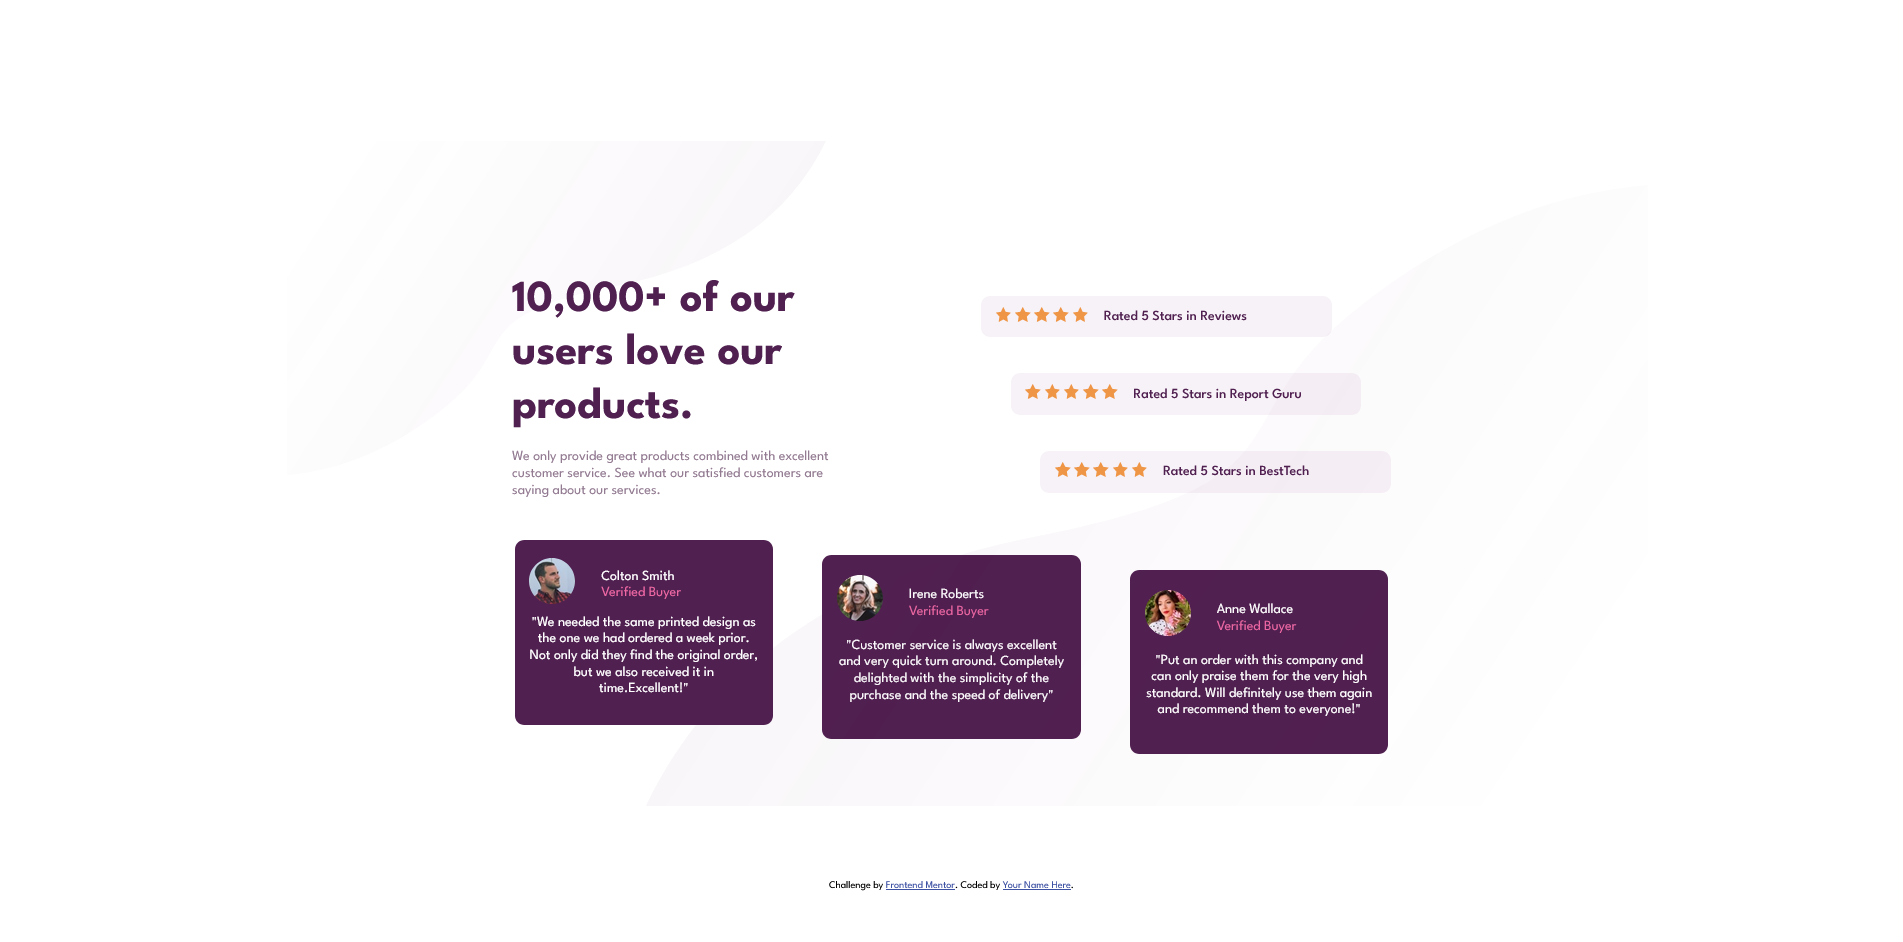 10,000+ of our
users love our
products.
We only provide great products combined with excellent
customer service. See what our satisfied customers are
saying about our services.
Rated 5 Stars in Reviews
Rated 5 Stars in Report Guru
Rated 5 Stars in BestTech
Colton Smith
Verified Buyer
"We needed the same printed design as
the one we had ordered a week prior.
Not only did they find the original order,
but we also received it in
time.Excellent!"
Irene Roberts
Verified Buyer
"Customer service is always excellent
and very quick turn around. Completely
delighted with the simplicity of the
purchase and the speed of delivery"
Anne Wallace
Verified Buyer
"Put an order with this company and
can only praise them for the very high
standard. Will definitely use them again
and recommend them to everyone!"
Challenge by Frontend Mentor. Coded by Your Name Here.